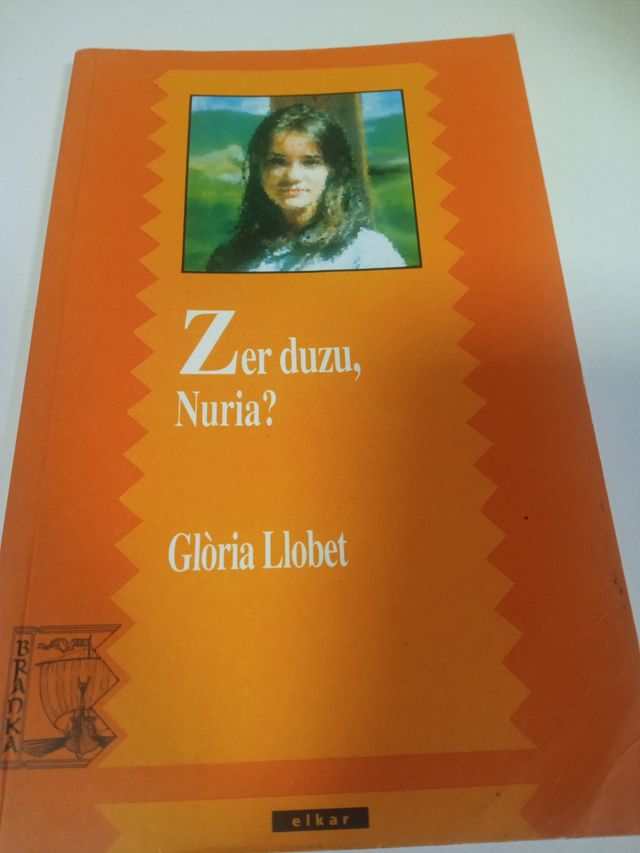 Zer duzu,
Nuria?
Glòria Llobet
BRANKA
elkar